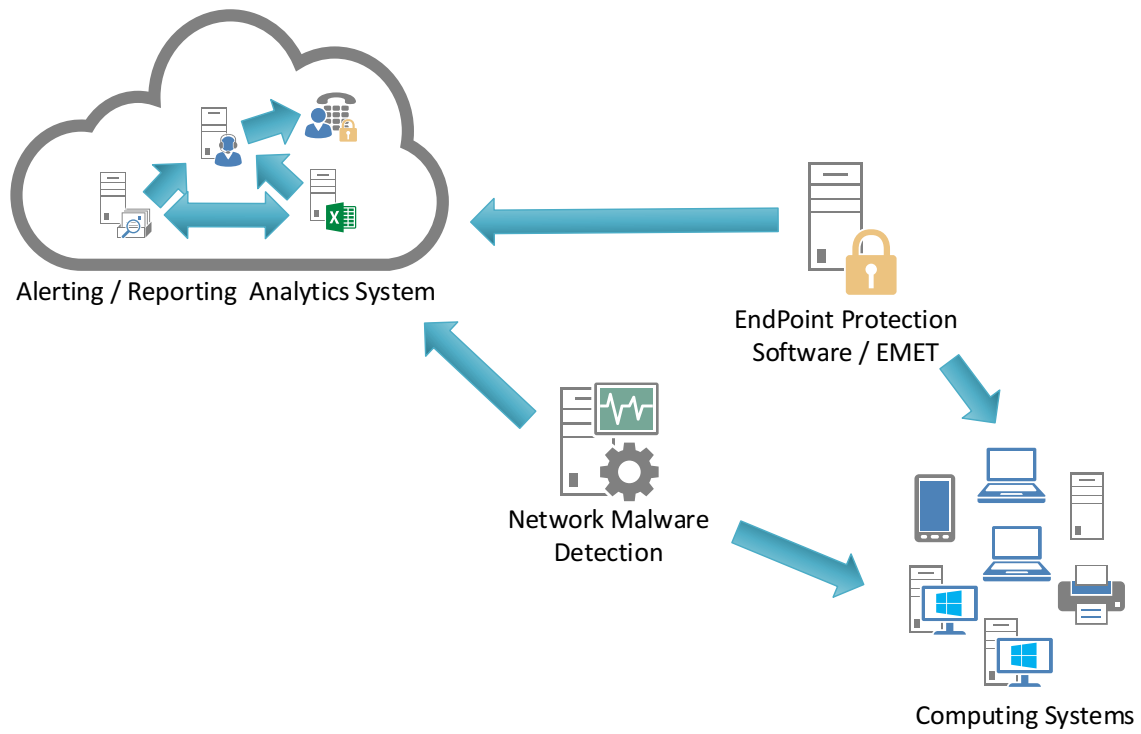 Alerting / Reporting  Analytics System
EndPoint Protection
Software / EMET
Network Malware
Detection
Computing Systems
X